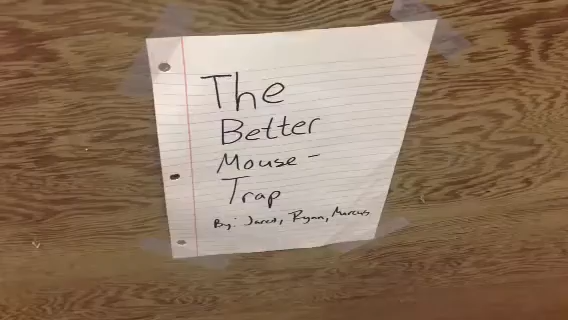 The
Better
Mouse-
Trap
By: Jared, Ryan, Marcus